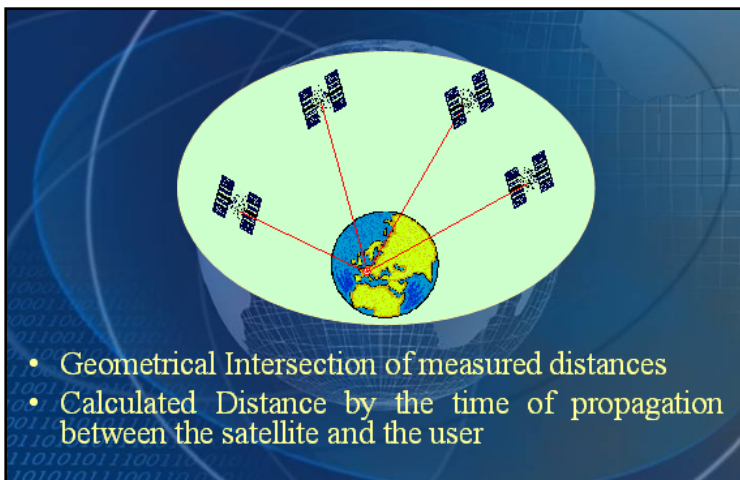 • Geometrical Intersection of measured distances
• Calculated Distance by the time of propagation
between the satellite and the user